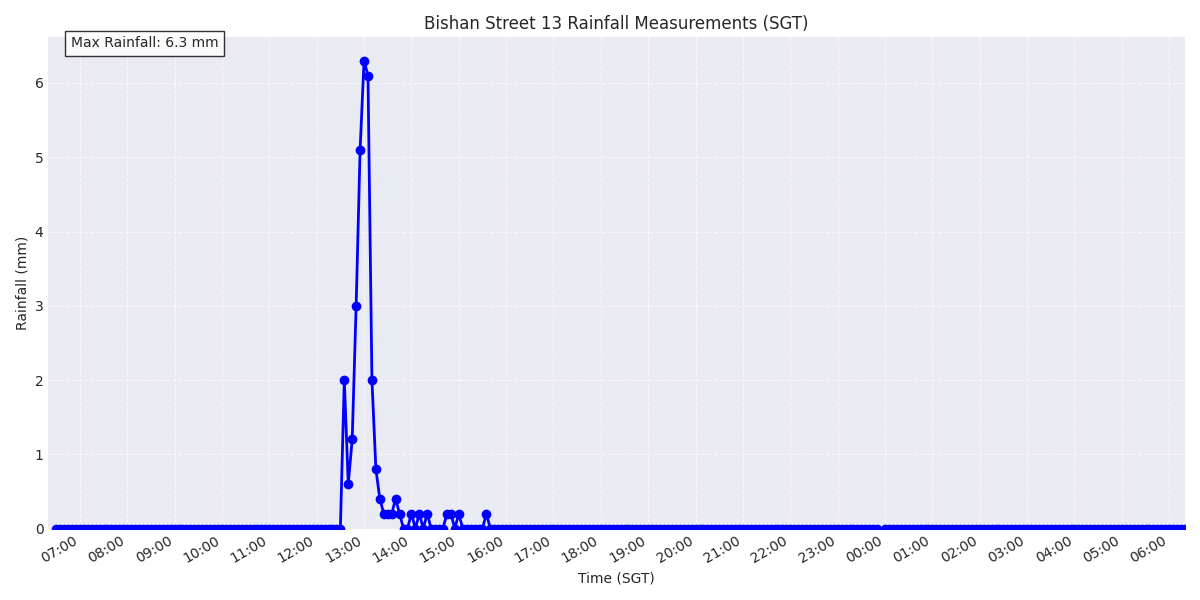 Bishan Street 13 Rainfall Measurements (SGT)
Max Rainfall: 6.3 mm
Rainfall (mm)
6
5
4
3
2
1
0
07:00 08:00 09:00 10:00 11:00 12:00 13:00 14:00 15:00 16:00 17:00 18:00 19:00 20:00 21:00 22:00 23:00 00:00 01:00 02:00 03:00 04:00 05:00 06:00
Time (SGT)